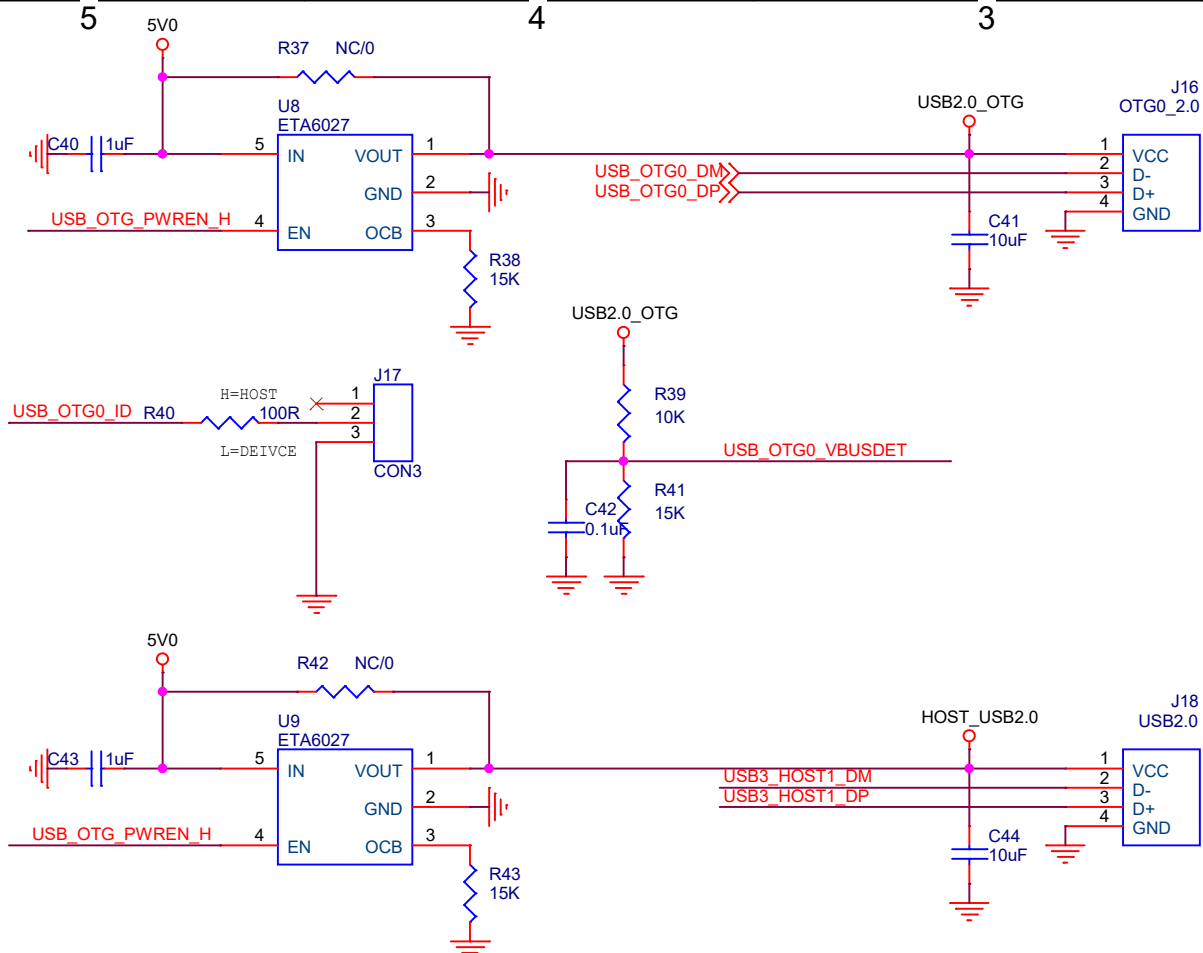 5 4 3
5V0
R37 NC/0
J16
OTG0_2.0
U8
ETA6027
USB2.0_OTG
C40 1uF
5 IN VOUT 1
1 VCC
USB_OTG0_DM
2 D-
USB_OTG0_DP
3 D+
GND 2
4 GND
USB_OTG_PWREN_H
4 EN OCB 3
C41
10uF
R38
15K
USB2.0_OTG
J17
H=HOST
1
R39
10K
USB_OTG0_ID R40 100R 2
3
L=DEIVCE
CON3
USB_OTG0_VBUSDET
R41
15K
C42
0.1uF
5V0
R42 NC/0
J18
USB2.0
U9
ETA6027
HOST_USB2.0
C43 1uF
5 IN VOUT 1
1 VCC
USB3_HOST1_DM
2 D-
USB3_HOST1_DP
3 D+
GND 2
4 GND
USB_OTG_PWREN_H
4 EN OCB 3
C44
10uF
R43
15K